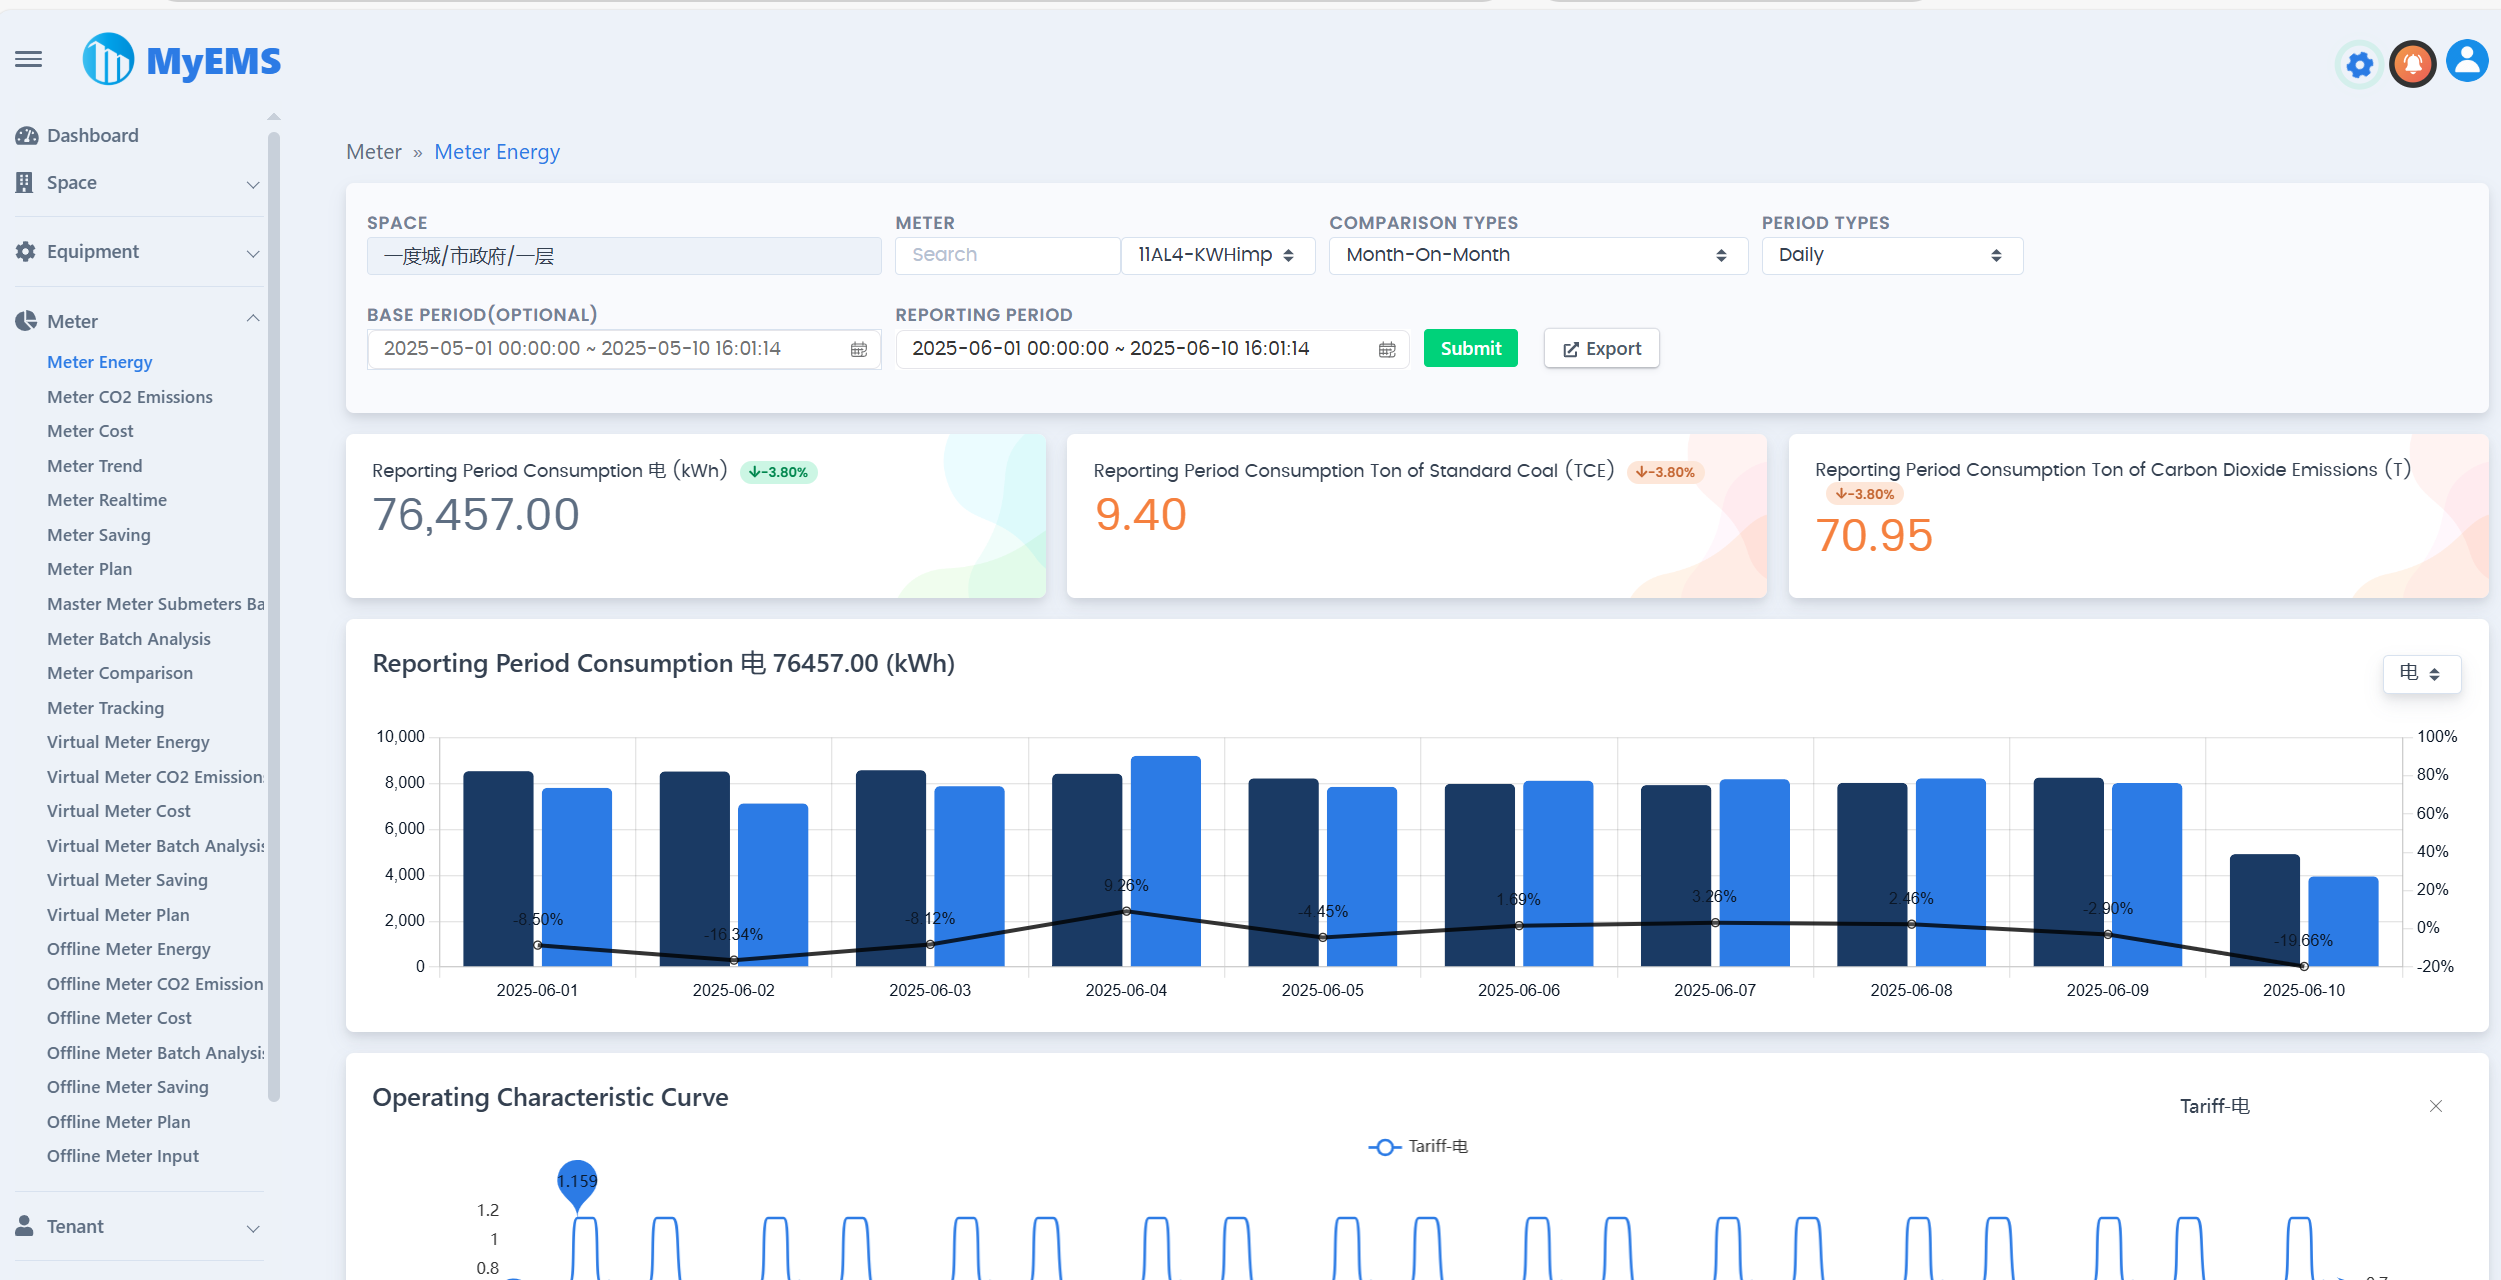 MyEMS
Dashboard
Space
Equipment
Meter
Meter Energy
Meter CO2 Emissions
Meter Cost
Meter Trend
Meter Realtime
Meter Saving
Meter Plan
Master Meter Submeters Ba
Meter Batch Analysis
Meter Comparison
Meter Tracking
Virtual Meter Energy
Virtual Meter CO2 Emission
Virtual Meter Cost
Virtual Meter Batch Analysis
Virtual Meter Saving
Virtual Meter Plan
Offline Meter Energy
Offline Meter CO2 Emission
Offline Meter Cost
Offline Meter Batch Analysis
Offline Meter Saving
Offline Meter Plan
Offline Meter Input
Tenant
Meter » Meter Energy
SPACE
一度城/市政府/一层
METER
Search
11AL4-KWHimp
COMPARISON TYPES
Month-On-Month
PERIOD TYPES
Daily
BASE PERIOD(OPTIONAL)
2025-05-01 00:00:00 ~ 2025-05-10 16:01:14
REPORTING PERIOD
2025-06-01 00:00:00 ~ 2025-06-10 16:01:14
Submit
Export
Reporting Period Consumption 电 (kWh) -3.80%
76,457.00
Reporting Period Consumption Ton of Standard Coal (TCE) -3.80%
9.40
Reporting Period Consumption Ton of Carbon Dioxide Emissions (T)
-3.80%
70.95
Reporting Period Consumption 电 76457.00 (kWh)
电
10,000
8,000
6,000
4,000
2,000
0
100%
80%
60%
40%
20%
0%
-20%
-8.50%
-16.34%
-8.12%
9.26%
-4.45%
1.69%
3.26%
2.46%
-2.90%
-19.66%
2025-06-01
2025-06-02
2025-06-03
2025-06-04
2025-06-05
2025-06-06
2025-06-07
2025-06-08
2025-06-09
2025-06-10
Operating Characteristic Curve
Tariff-电
Tariff-电
1.159
1.2
1
0.8